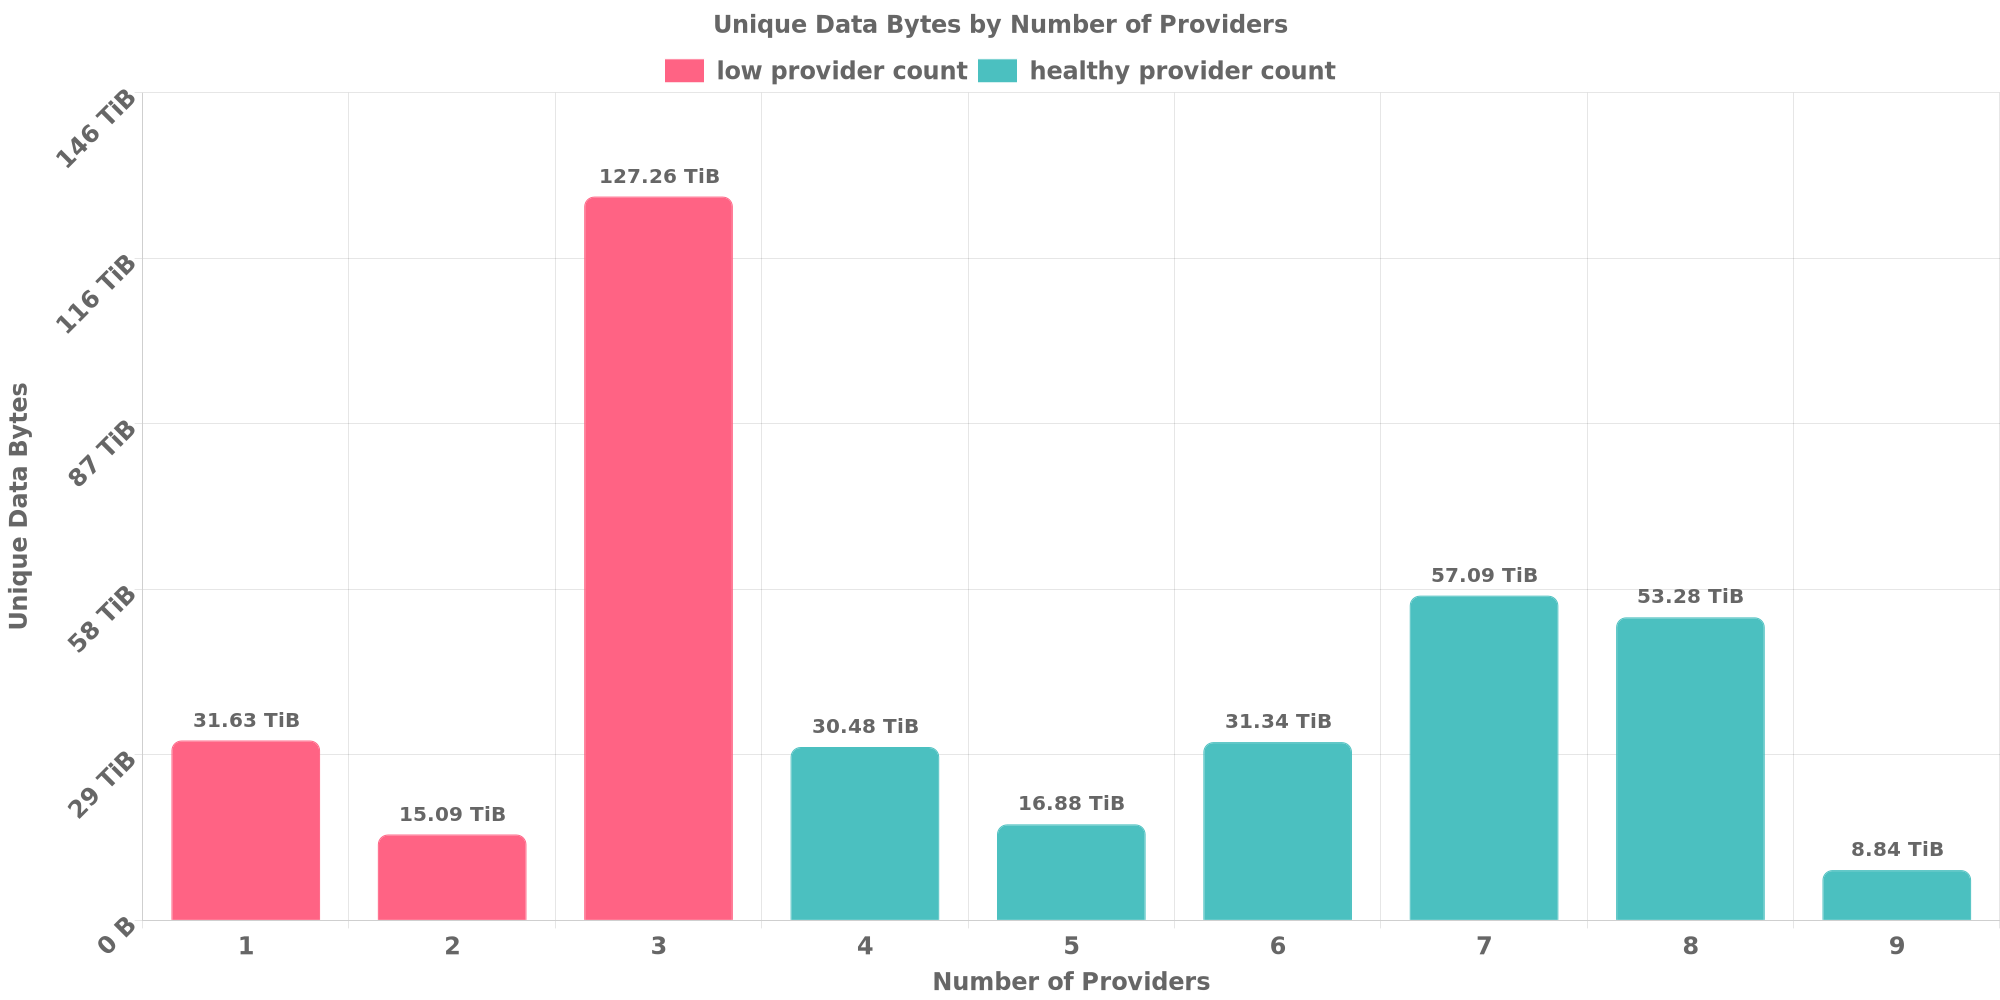 Unique Data Bytes by Number of Providers
low provider count healthy provider count
146 TiB
116 TiB
87 TiB
58 TiB
29 TiB
0 B
Unique Data Bytes
31.63 TiB
15.09 TiB
127.26 TiB
30.48 TiB
16.88 TiB
31.34 TiB
57.09 TiB
53.28 TiB
8.84 TiB
1 2 3 4 5 6 7 8 9
Number of Providers